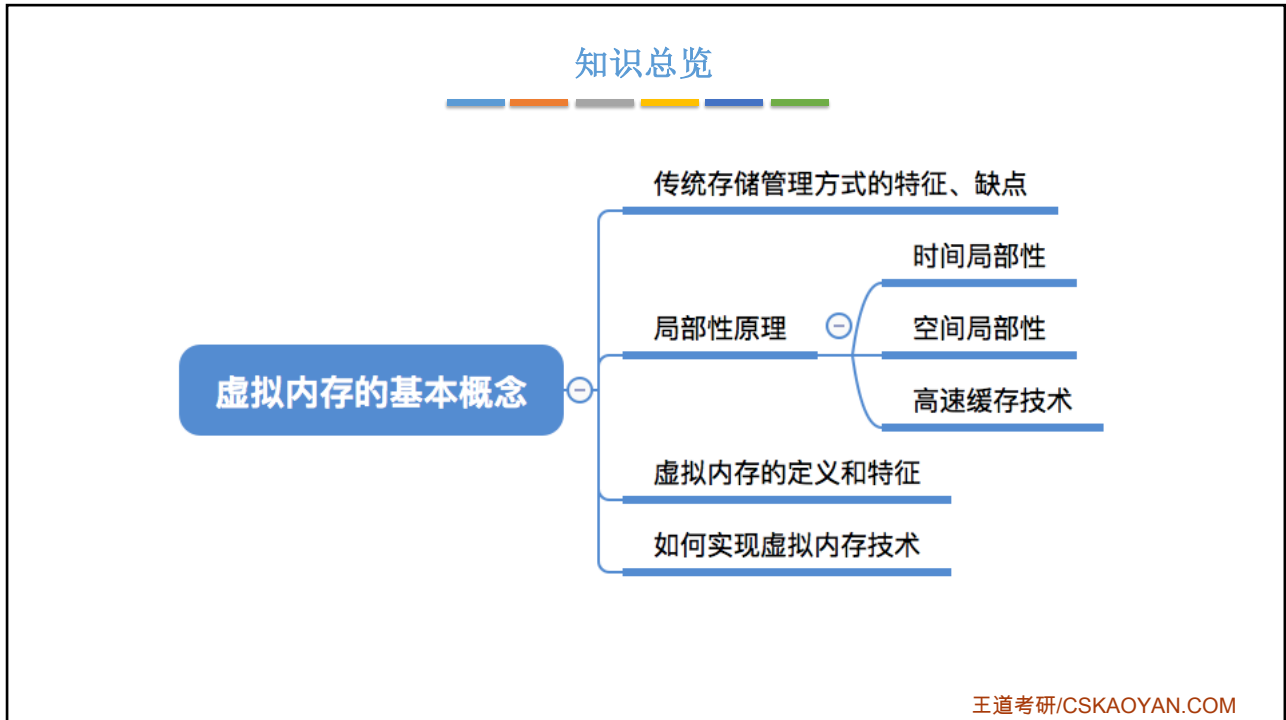 知识总览
传统存储管理方式的特征、缺点
时间局部性
局部性原理
空间局部性
高速缓存技术
虚拟内存的基本概念
虚拟内存的定义和特征
如何实现虚拟内存技术
王道考研/CSKAOYAN.COM